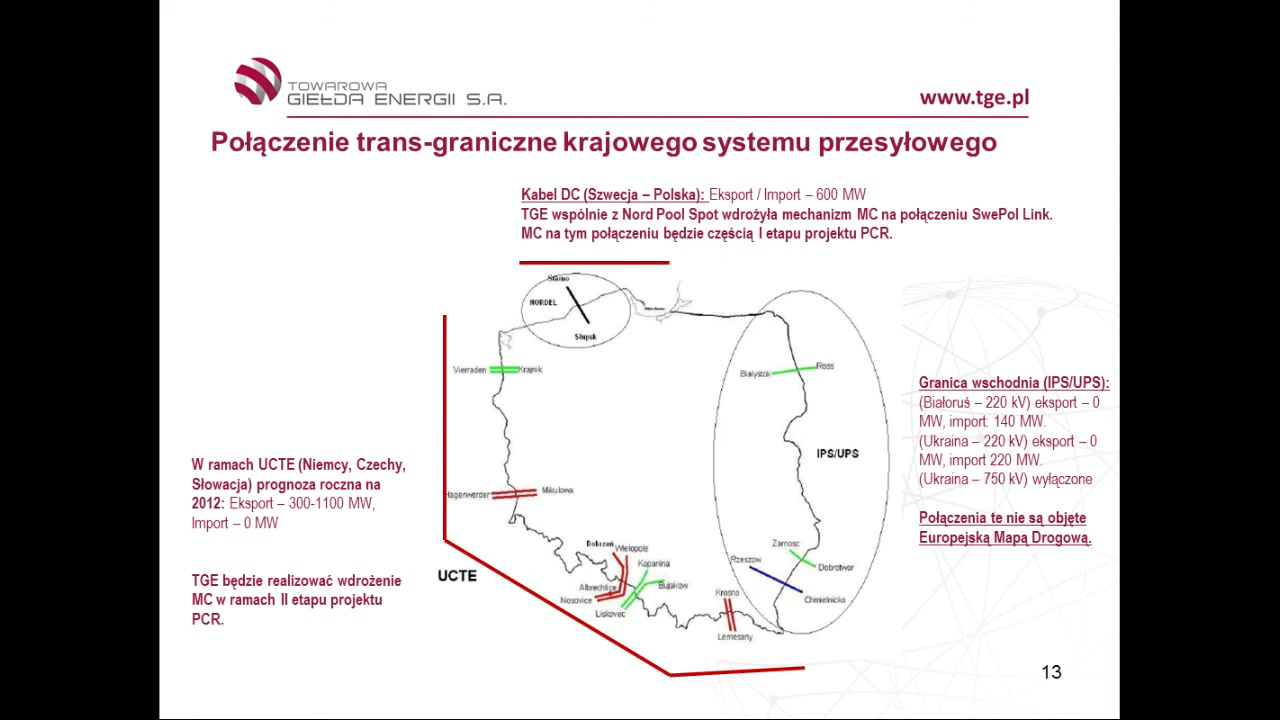 TOWAROWA
GIEŁDA ENERGII S.A.
www.tge.pl
Połączenie trans-graniczne krajowego systemu przesyłowego
Kabel DC (Szwecja – Polska): Eksport / Import – 600 MW
TGE wspólnie z Nord Pool Spot wdrożyła mechanizm MC na połączeniu SwePol Link.
MC na tym połączeniu będzie częścią I etapu projektu PCR.
Starno
NORDEL
Słupsk
Vierraden
Krajnik
Białystok
Ross
Granica wschodnia (IPS/UPS):
(Białoruś – 220 kV) eksport – 0
MW, import: 140 MW.
(Ukraina – 220 kV) eksport – 0
MW, import 220 MW.
(Ukraina – 750 kV) wyłączone
Połączenia te nie są objęte
Europejską Mapą Drogową.
IPS/UPS
W ramach UCTE (Niemcy, Czechy,
Słowacja) prognoza roczna na
2012: Eksport – 300-1100 MW,
Import – 0 MW
TGE będzie realizować wdrożenie
MC w ramach II etapu projektu
PCR.
Hagenwerder
Mikułowa
UCTE
Dobrzeń
Wielopole
Kopanina
Bujaków
Albrechtice
Nosovice
Liskovec
Krosno
Lemesany
Rzeszow
Zamosc
Dobrotwor
Chmielnicka
13